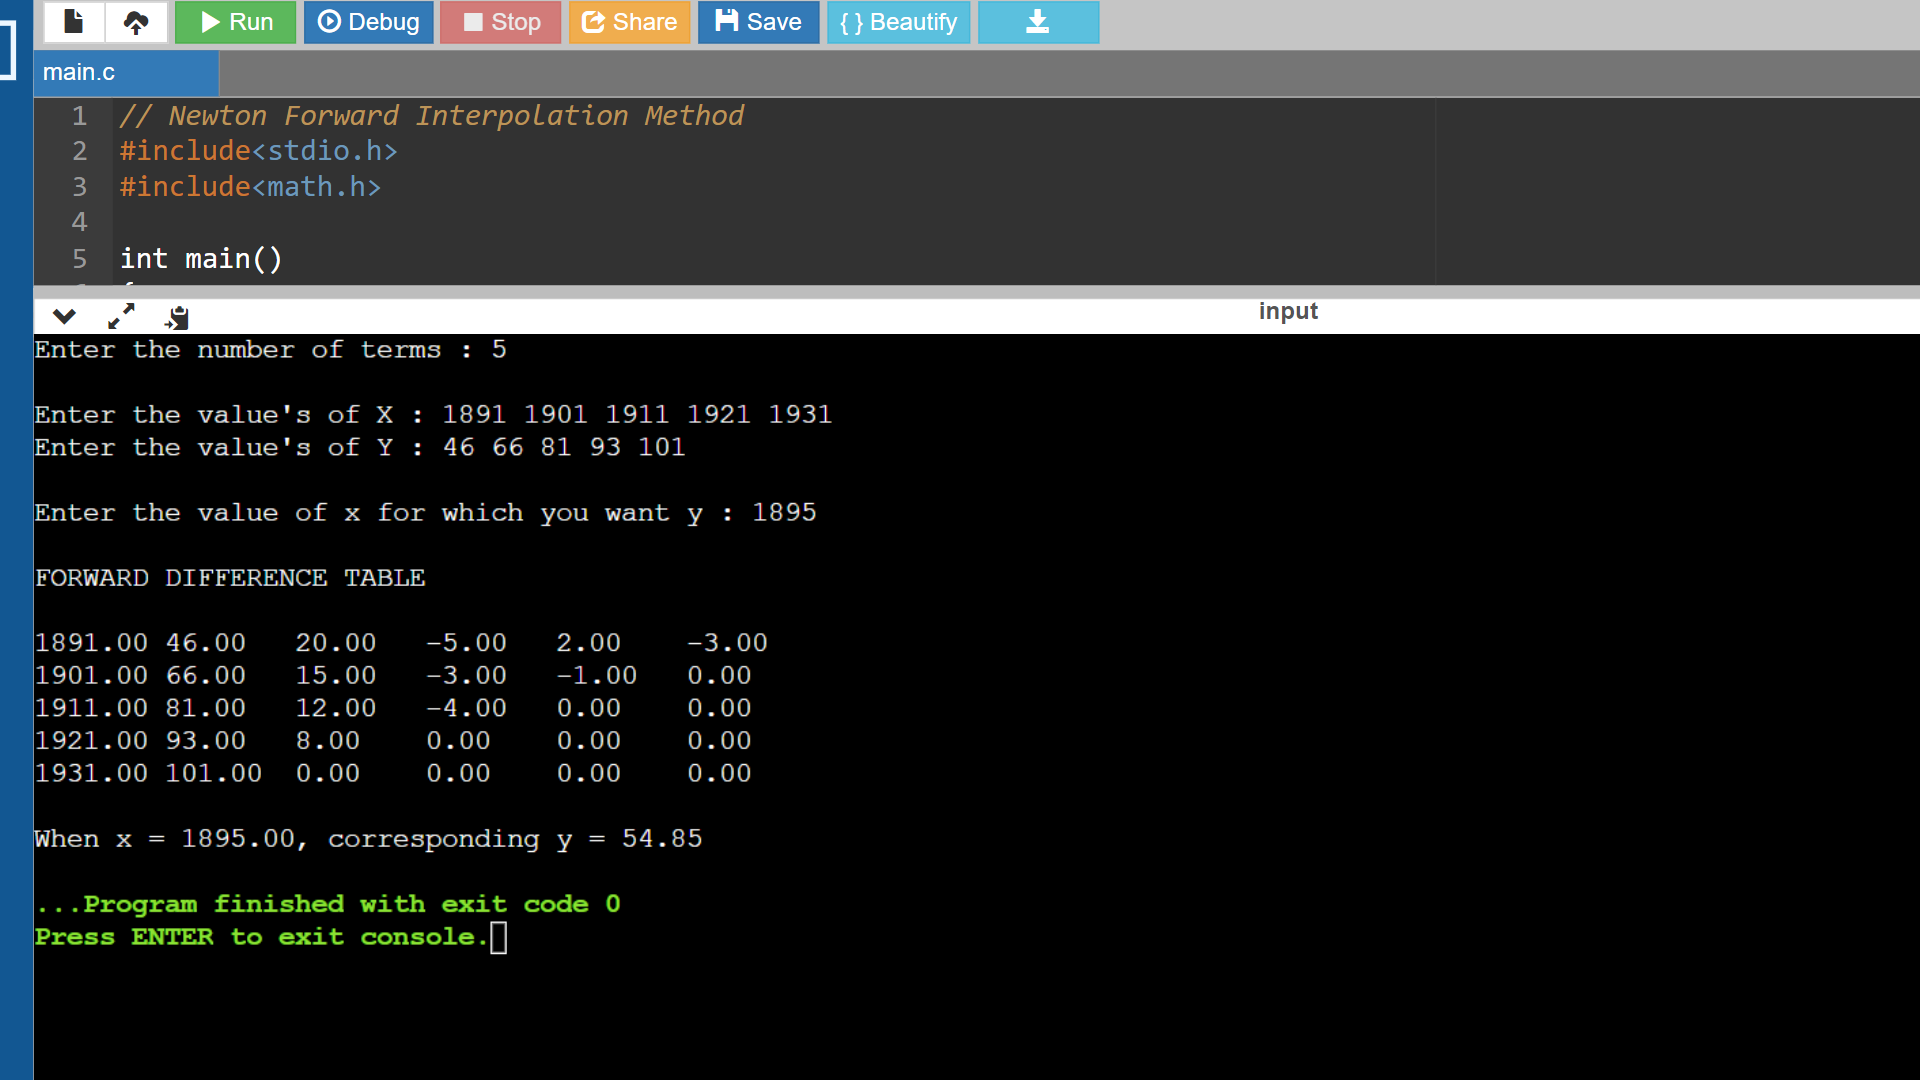 Run Debug Stop Share Save { } Beautify
main.c
1 // Newton Forward Interpolation Method
2 #include<stdio.h>
3 #include<math.h>
4
5 int main()
input
Enter the number of terms : 5
Enter the value's of X : 1891 1901 1911 1921 1931
Enter the value's of Y : 46 66 81 93 101
Enter the value of x for which you want y : 1895
FORWARD DIFFERENCE TABLE
1891.00 46.00 20.00 -5.00 2.00 -3.00
1901.00 66.00 15.00 -3.00 -1.00 0.00
1911.00 81.00 12.00 -4.00 0.00 0.00
1921.00 93.00 8.00 0.00 0.00 0.00
1931.00 101.00 0.00 0.00 0.00 0.00
When x = 1895.00, corresponding y = 54.85
...Program finished with exit code 0
Press ENTER to exit console.